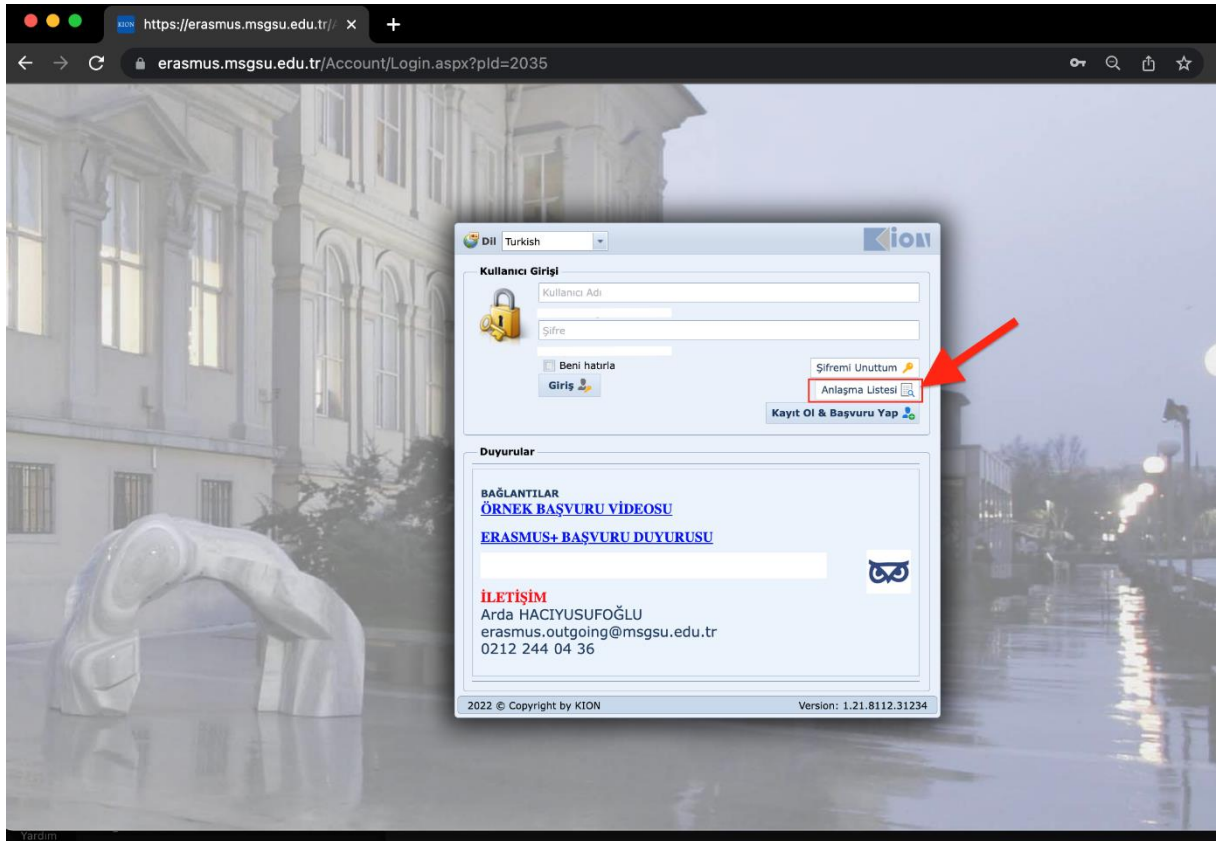 KION https://erasmus.msgsu.edu.tr//
erasmus.msgsu.edu.tr/Account/Login.aspx?pId=2035
Dil Turkish
Kion
Kullanıcı Girişi
Kullanıcı Adı
Şifre
Beni hatırla
Şifremi Unuttum
Giriş
Anlaşma Listesi
Kayıt Ol & Başvuru Yap
Duyurular
BAĞLANTILAR
ÖRNEK BAŞVURU VİDEOSU
ERASMUS+ BAŞVURU DUYURUSU
İLETİŞİM
Arda HACIYUSUFOĞLU
erasmus.outgoing@msgsu.edu.tr
0212 244 04 36
2022 © Copyright by KION
Version: 1.21.8112.31234
Yardım